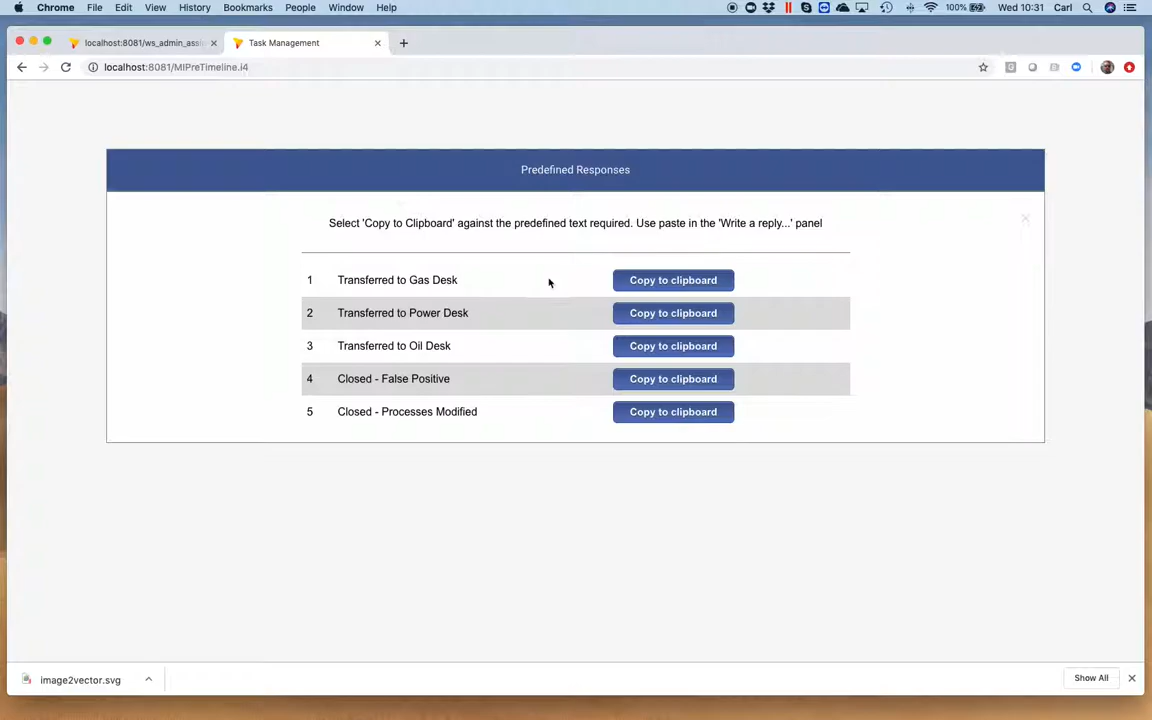 Chrome File Edit View History Bookmarks People Window Help 100% Wed 10:31 Carl
localhost:8081/ws_admin_assi Task Management
localhost:8081/MIPreTimeline.i4
Predefined Responses
Select 'Copy to Clipboard' against the predefined text required. Use paste in the 'Write a reply...' panel
1 Transferred to Gas Desk Copy to clipboard
2 Transferred to Power Desk Copy to clipboard
3 Transferred to Oil Desk Copy to clipboard
4 Closed - False Positive Copy to clipboard
5 Closed - Processes Modified Copy to clipboard
image2vector.svg Show All